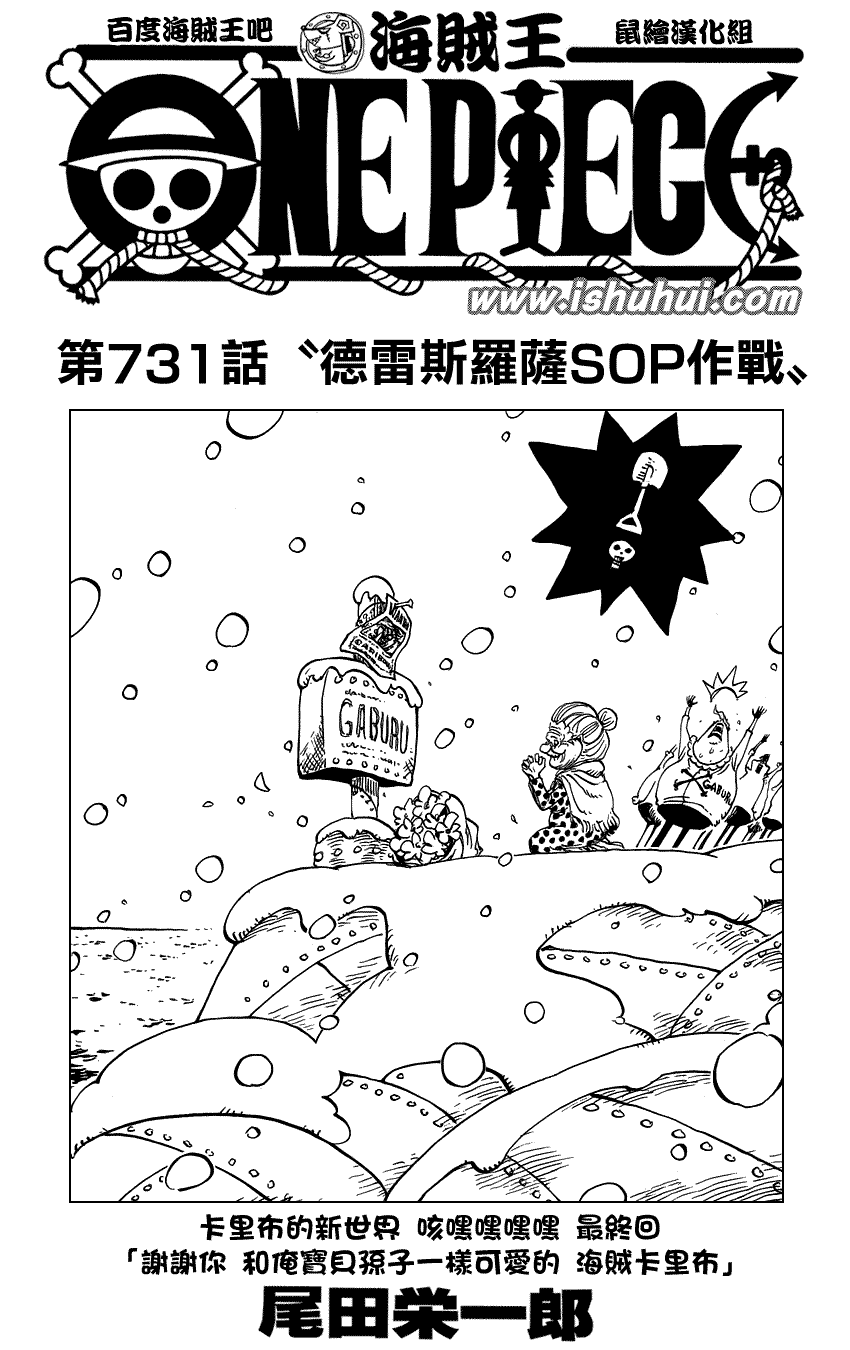 百度海賊王吧
海賊王
鼠繪漢化組
ONE PIECE
www.ishuhui.com
第731話〝德雷斯羅薩SOP作戰〟
GABURU
GABURU
卡里布的新世界 咳嘿嘿嘿嘿 最終回
「謝謝你 和俺寶貝孫子一樣可愛的 海賊卡里布」
尾田栄一郎